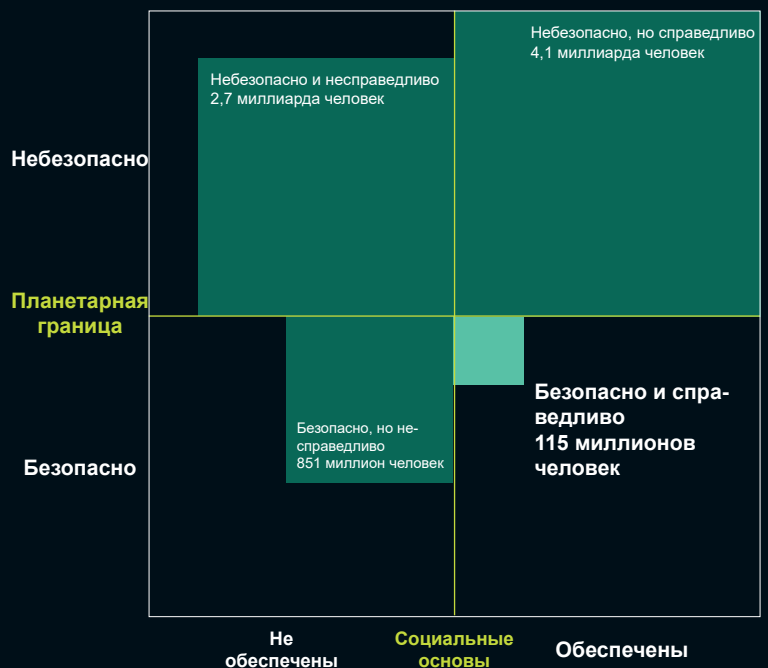 Небезопасно, но справедливо
4,1 миллиарда человек
Небезопасно и несправедливо
2,7 миллиарда человек
Небезопасно
Планетарная
граница
Безопасно и спра-
ведливо
115 миллионов
человек
Безопасно, но не-
справедливо
851 миллион человек
Безопасно
Не
обеспечены
Социальные
основы
Обеспечены